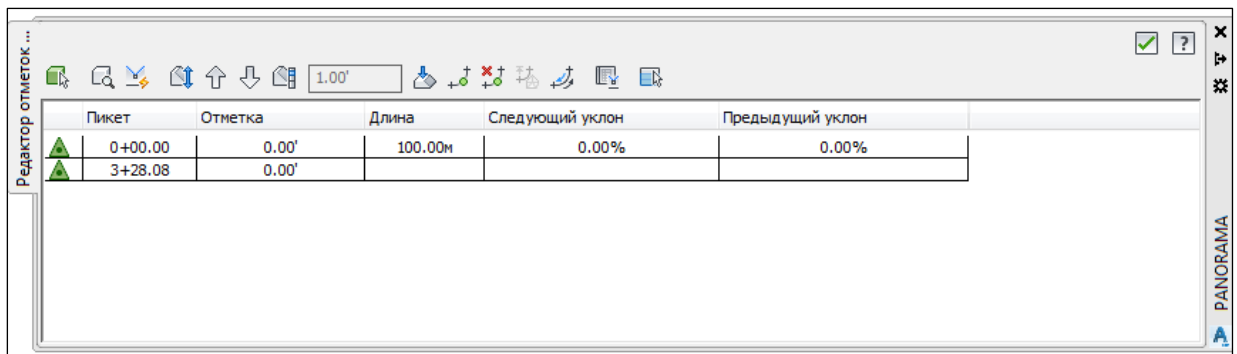 Редактор отметок ...
?
1.00'
Пикет Отметка Длина Следующий уклон Предыдущий уклон
0+00.00 0.00' 100.00м 0.00% 0.00%
3+28.08 0.00'
PANORAMA